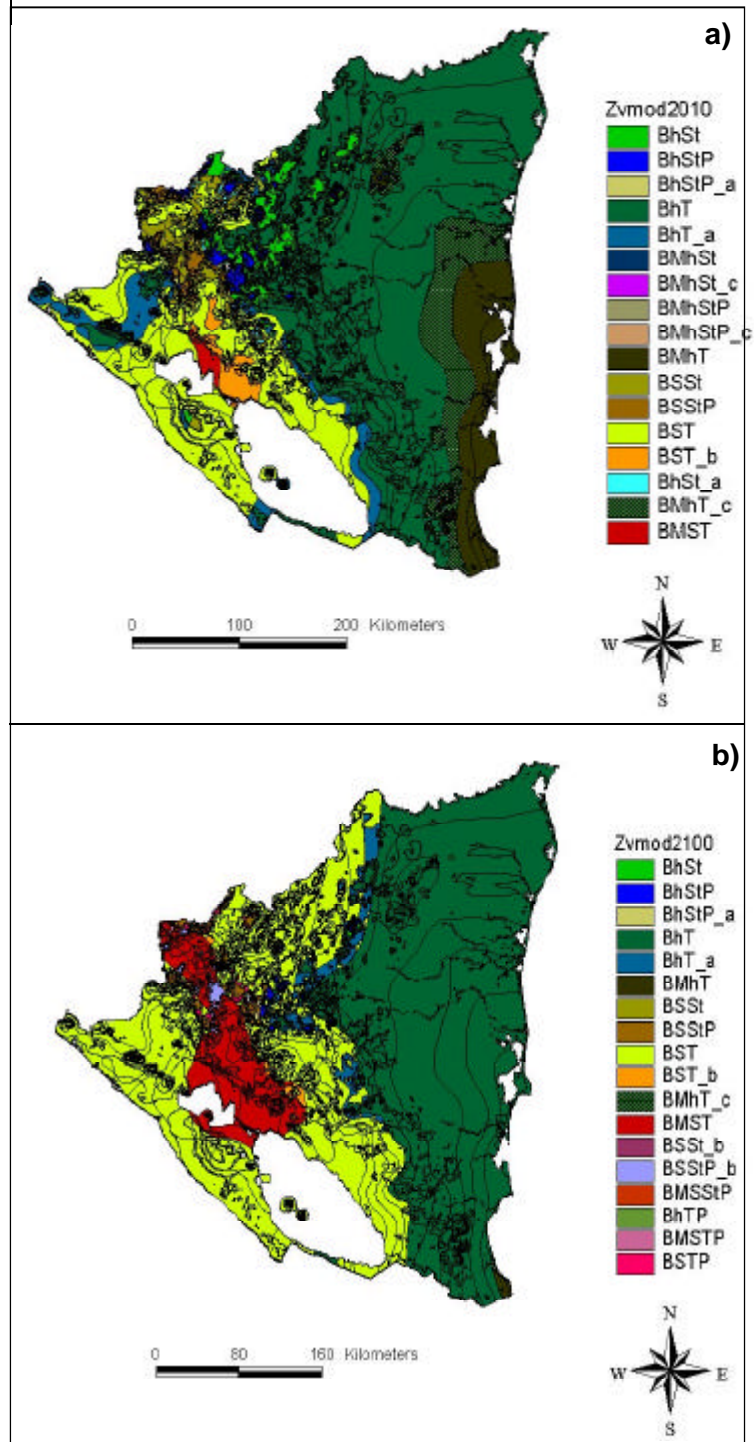 a)
Zvmod2010
BhSt
BhStP
BhStP_a
BhT
BhT_a
BMhSt
BMhSt_c
BMhStP
BMhStP_c
BMhT
BSSt
BSStP
BST
BST_b
BhSt_a
BMhT_c
BMST
0 100 200 Kilometers
N
W E
S
b)
Zvmod2100
BhSt
BhStP
BhStP_a
BhT
BhT_a
BMhT
BSSt
BSStP
BST
BST_b
BMhT_c
BMST
BSSt_b
BSStP_b
BMSStP
BhTP
BMSTP
BSTP
0 80 160 Kilometers
N
W E
S